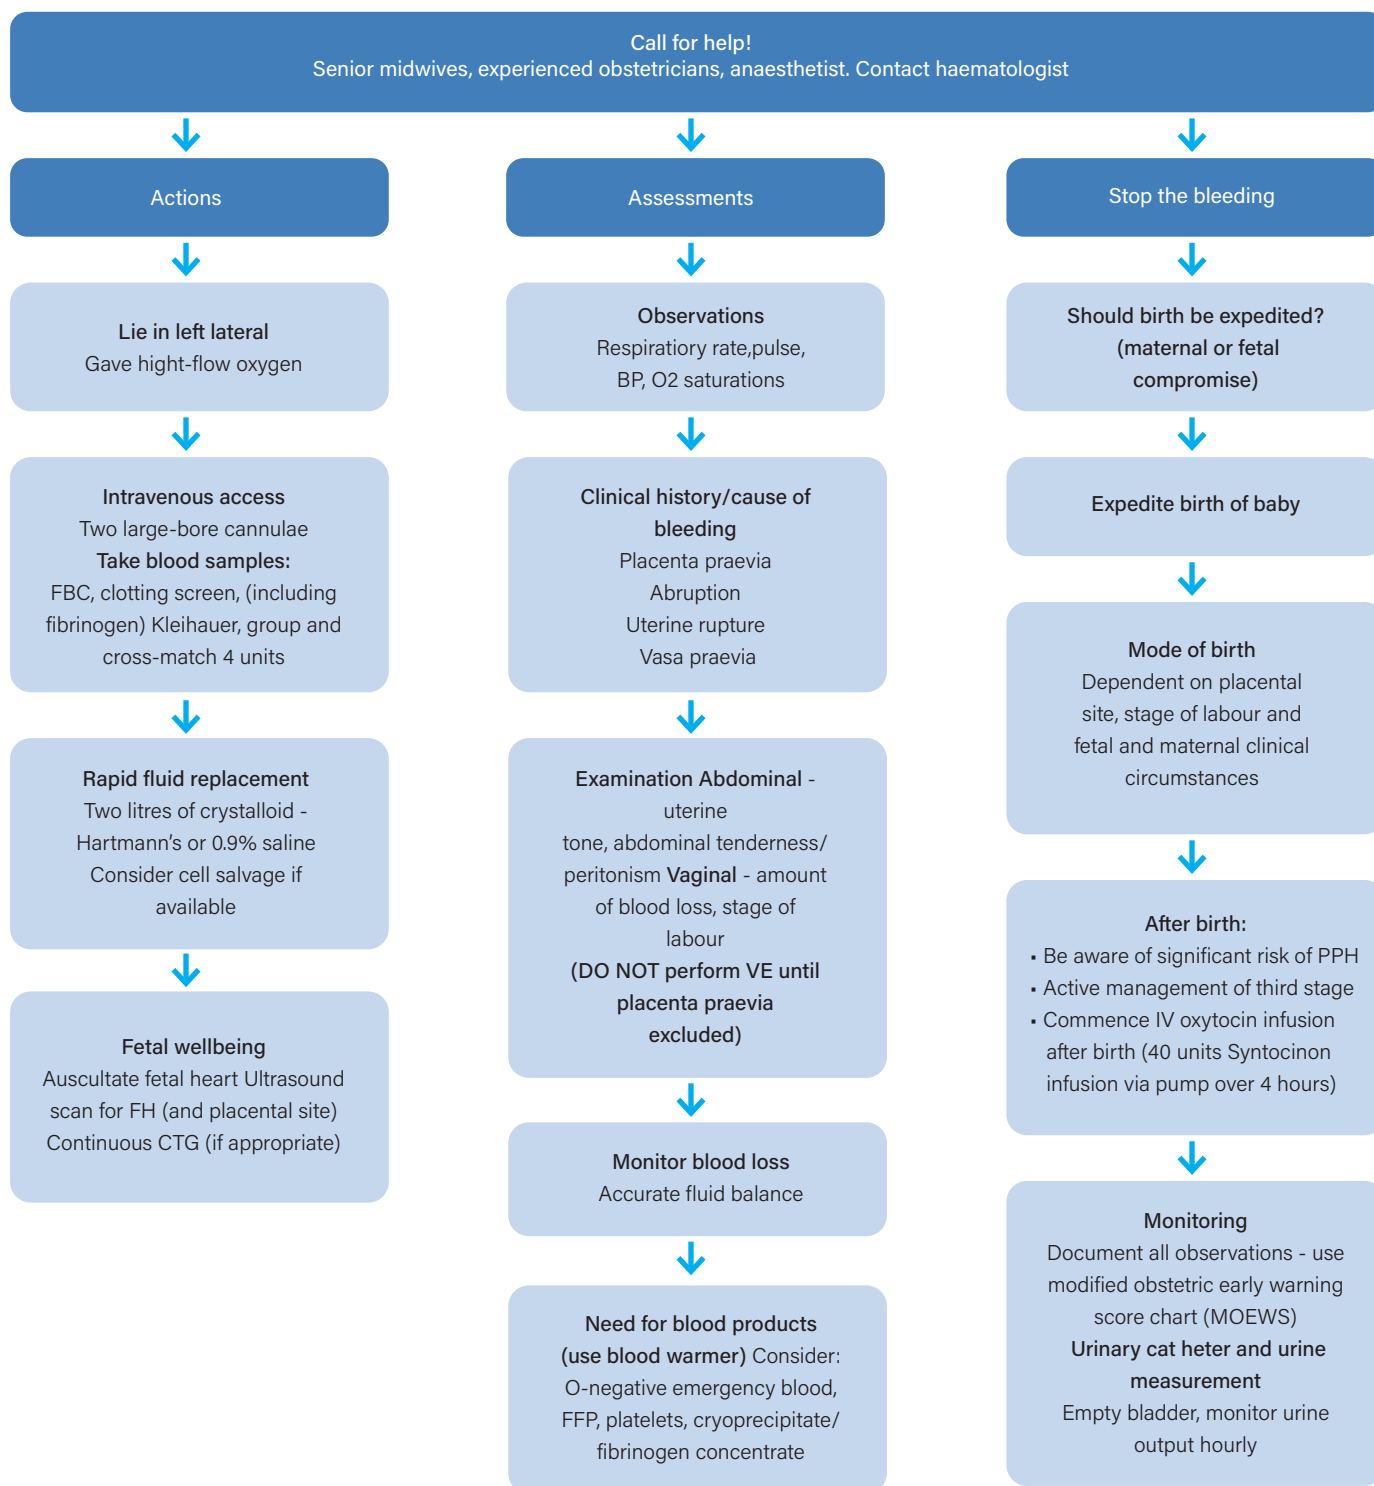 Call for help!
Senior midwives, experienced obstetricians, anaesthetist. Contact haematologist
Actions
Lie in left lateral
Gave hight-flow oxygen
Intravenous access
Two large-bore cannulae
Take blood samples:
FBC, clotting screen, (including
fibrinogen) Kleihauer, group and
cross-match 4 units
Rapid fluid replacement
Two litres of crystalloid -
Hartmann's or 0.9% saline
Consider cell salvage if
available
Fetal wellbeing
Auscultate fetal heart Ultrasound
scan for FH (and placental site)
Continuous CTG (if appropriate)
Assessments
Observations
Respiratiory rate,pulse,
BP, O2 saturations
Clinical history/cause of
bleeding
Placenta praevia
Abruption
Uterine rupture
Vasa praevia
Examination Abdominal -
uterine
tone, abdominal tenderness/
peritonism Vaginal - amount
of blood loss, stage of
labour
(DO NOT perform VE until
placenta praevia
excluded)
Monitor blood loss
Accurate fluid balance
Need for blood products
(use blood warmer) Consider:
O-negative emergency blood,
FFP, platelets, cryoprecipitate/
fibrinogen concentrate
Stop the bleeding
Should birth be expedited?
(maternal or fetal
compromise)
Expedite birth of baby
Mode of birth
Dependent on placental
site, stage of labour and
fetal and maternal clinical
circumstances
After birth:
▪ Be aware of significant risk of PPH
▪ Active management of third stage
▪ Commence IV oxytocin infusion
after birth (40 units Syntocinon
infusion via pump over 4 hours)
Monitoring
Document all observations - use
modified obstetric early warning
score chart (MOEWS)
Urinary cat heter and urine
measurement
Empty bladder, monitor urine
output hourly